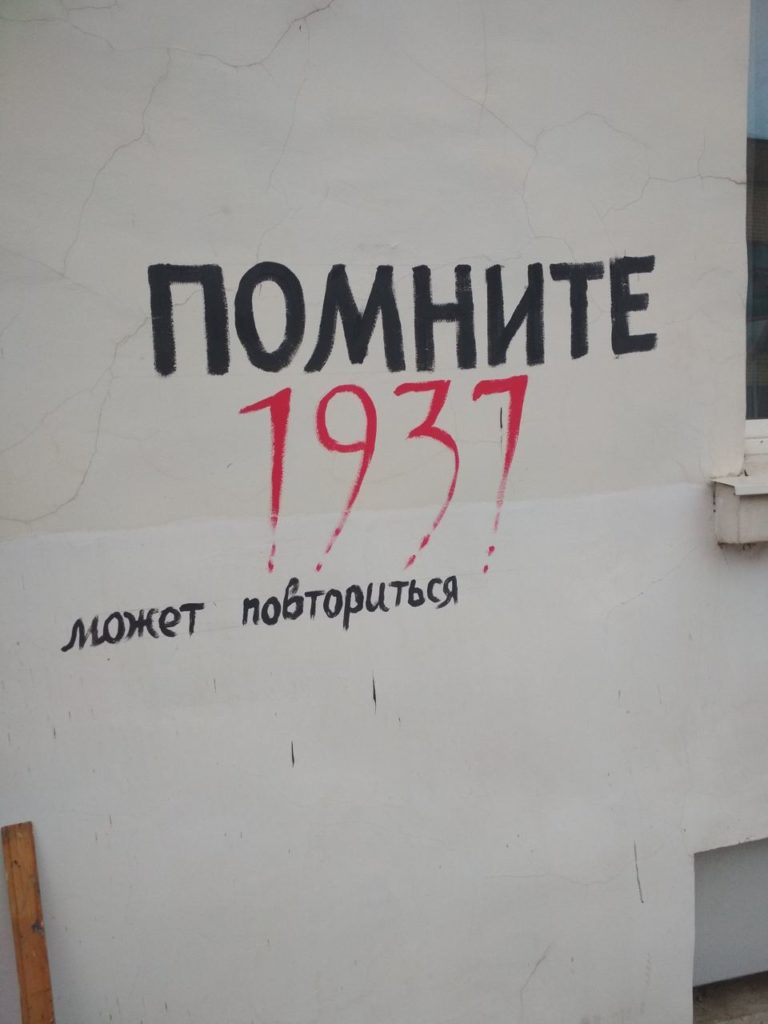 ПОМНИТЕ
1937
может повториться